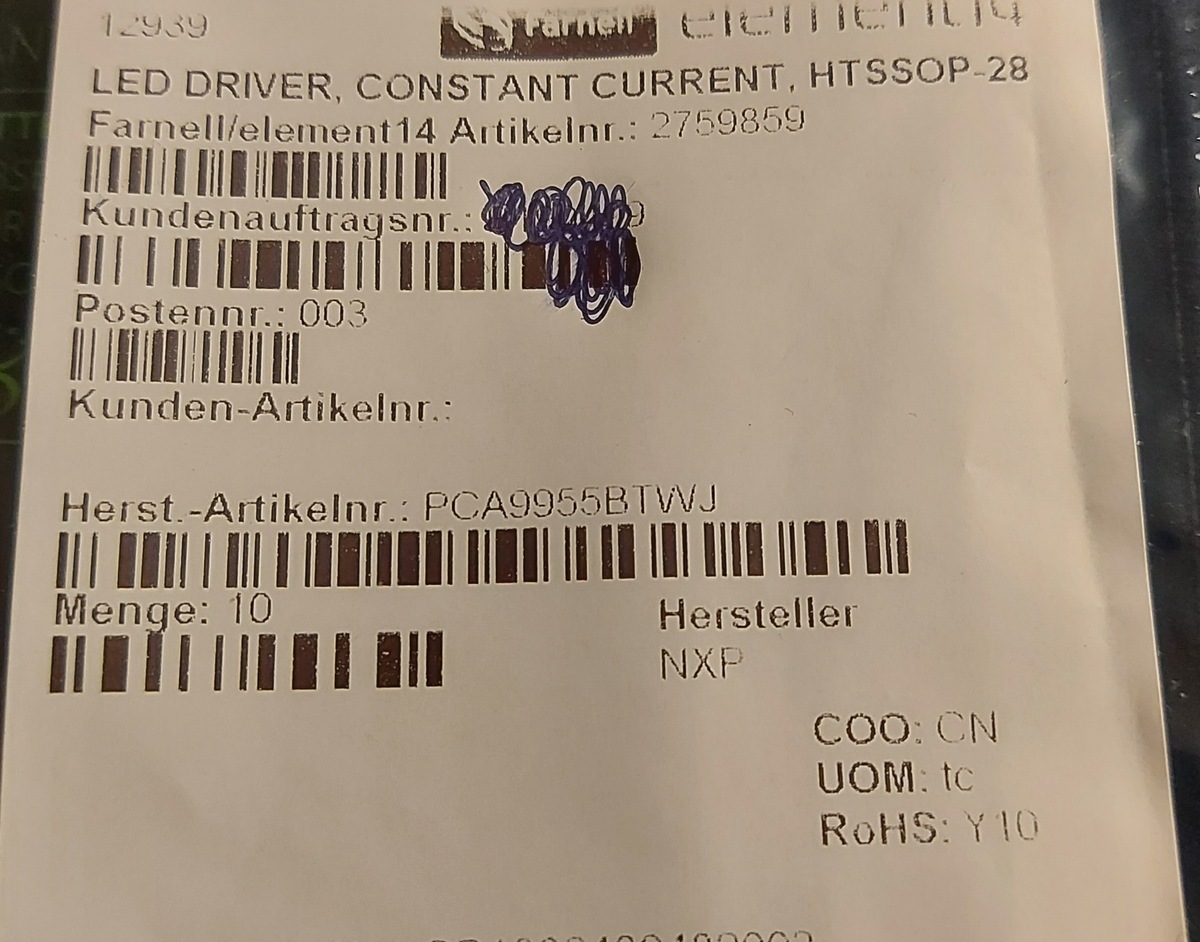 12939
Farnell element14
LED DRIVER, CONSTANT CURRENT, HTSSOP-28
Farnell/element14 Artikelnr.: 2759859
Kundenauftragsnr.:
Postennr.: 003
Kunden-Artikelnr.:
Herst.-Artikelnr.: PCA9955BTWJ
Menge: 10
Hersteller
NXP
COO: CN
UOM: tc
RoHS: Y10